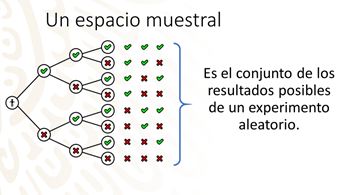 Un espacio muestral
Es el conjunto de los
resultados posibles
de un experimento
aleatorio.